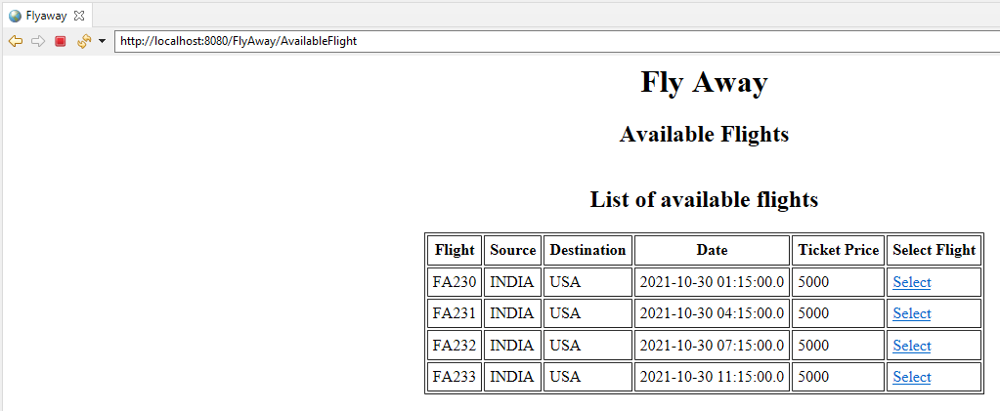 Flyaway
http://localhost:8080/FlyAway/AvailableFlight
Fly Away
Available Flights
List of available flights
Flight Source Destination Date Ticket Price Select Flight
FA230 INDIA USA 2021-10-30 01:15:00.0 5000 Select
FA231 INDIA USA 2021-10-30 04:15:00.0 5000 Select
FA232 INDIA USA 2021-10-30 07:15:00.0 5000 Select
FA233 INDIA USA 2021-10-30 11:15:00.0 5000 Select